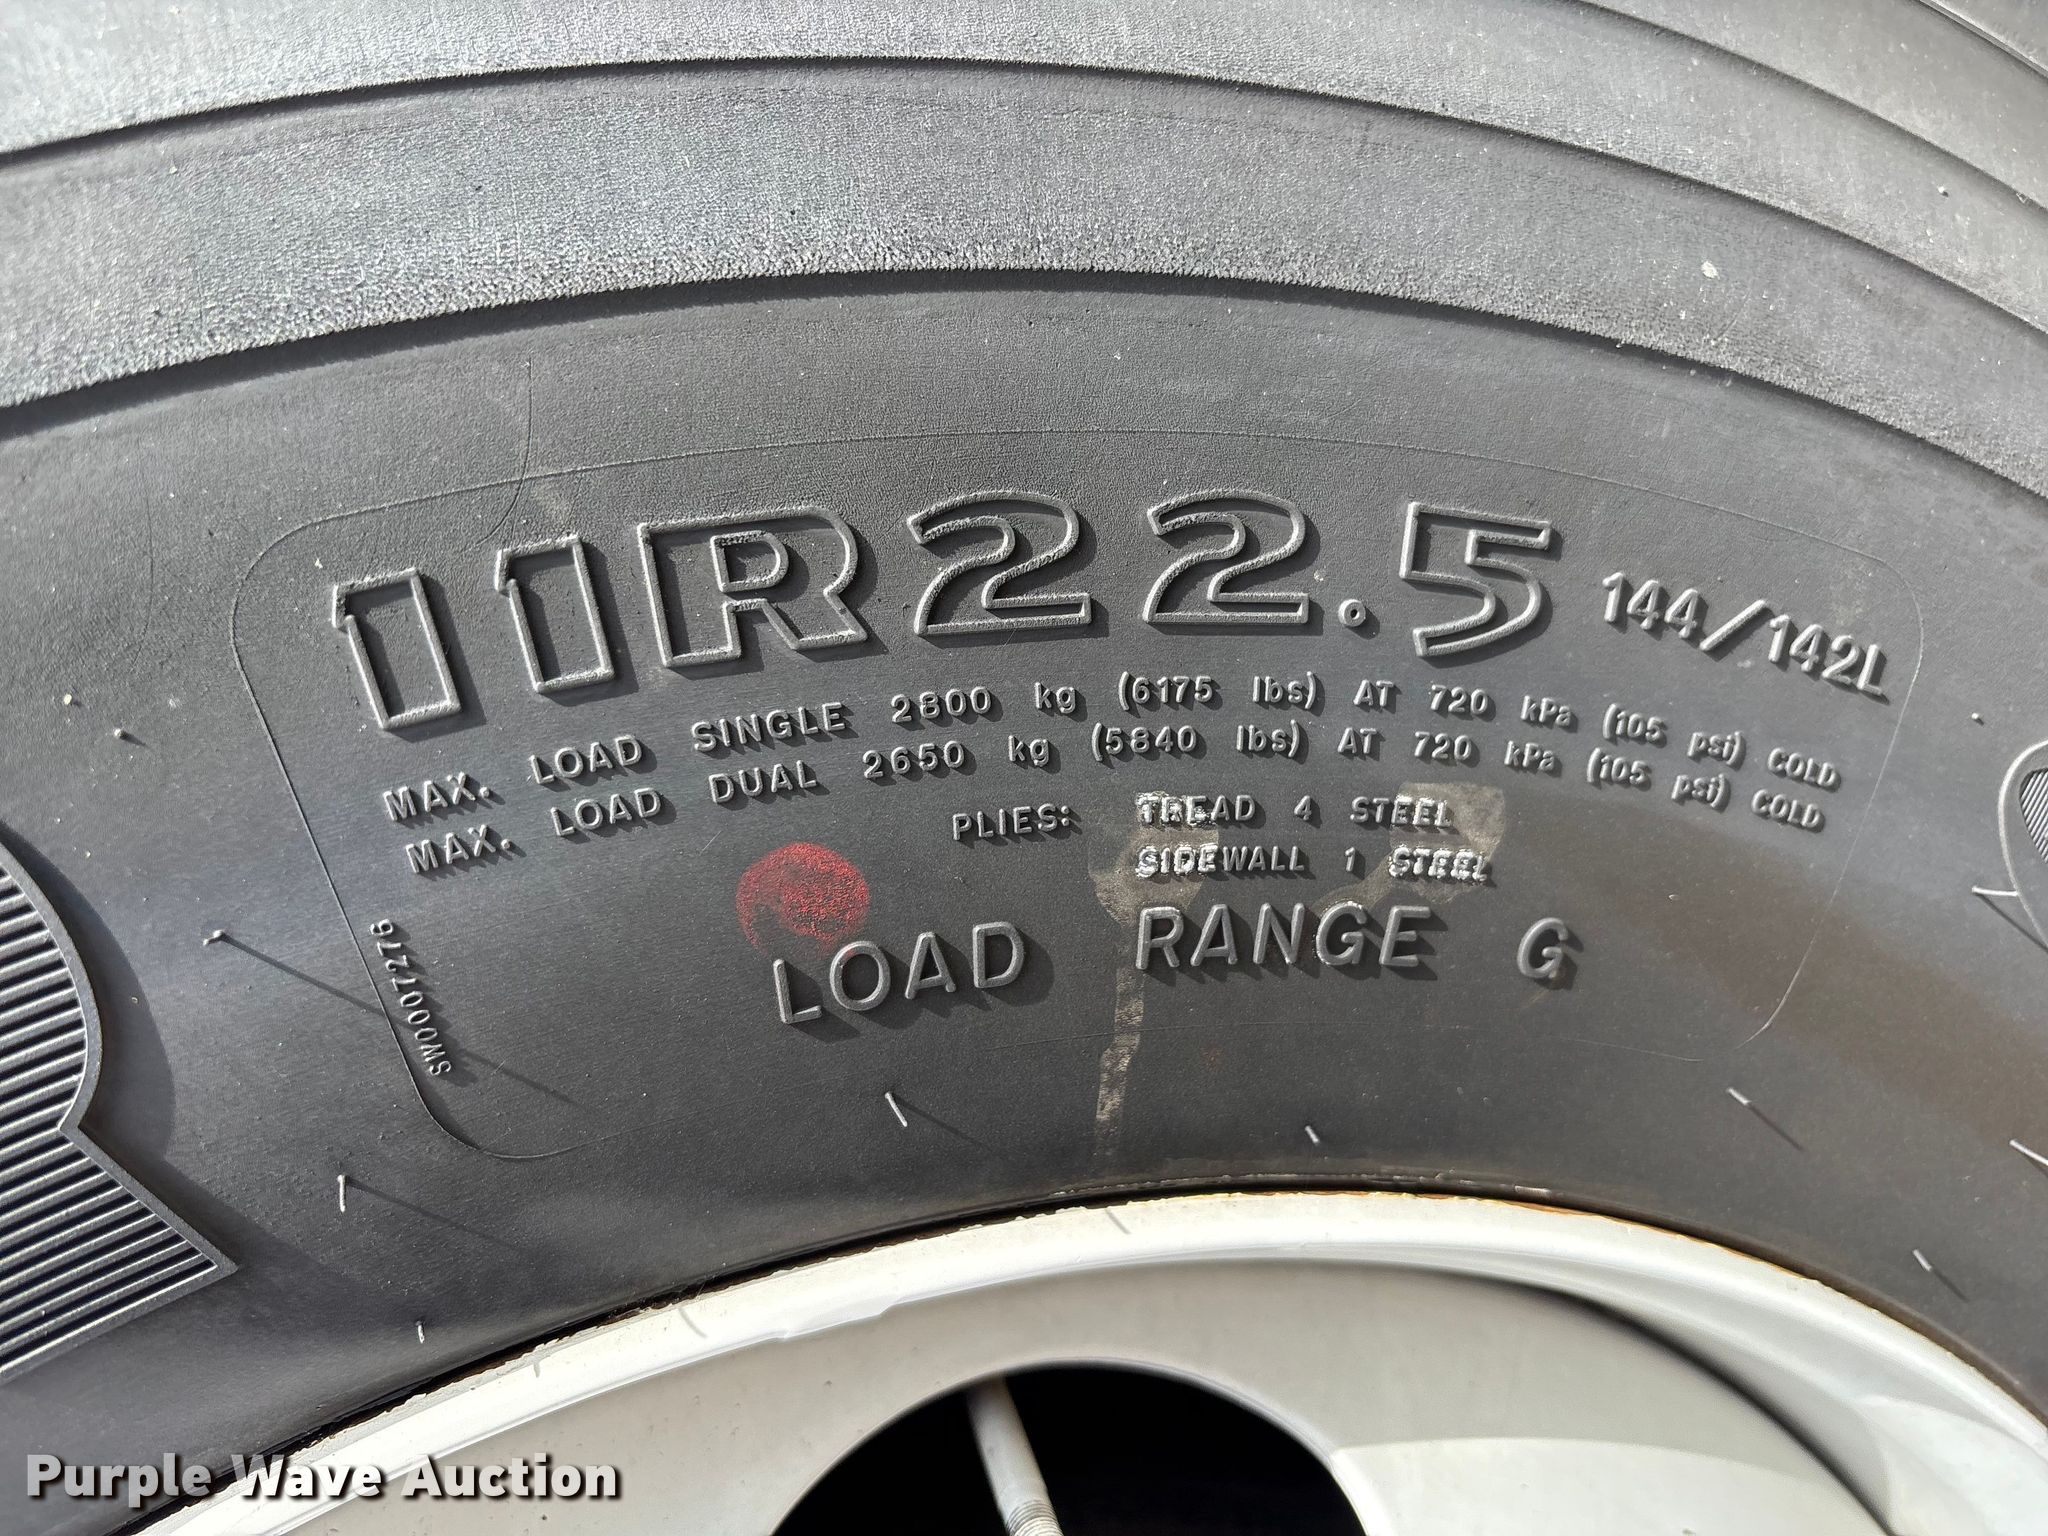 11R22.5 144/142L
MAX. LOAD SINGLE 2800 kg (6175 lbs) AT 720 kPa (105 psi) COLD
MAX. LOAD DUAL 2650 kg (5840 lbs) AT 720 kPa (105 psi) COLD
PLIES: TREAD 4 STEEL
SIDEWALL 1 STEEL
LOAD RANGE G
SW0007276
Purple Wave Auction